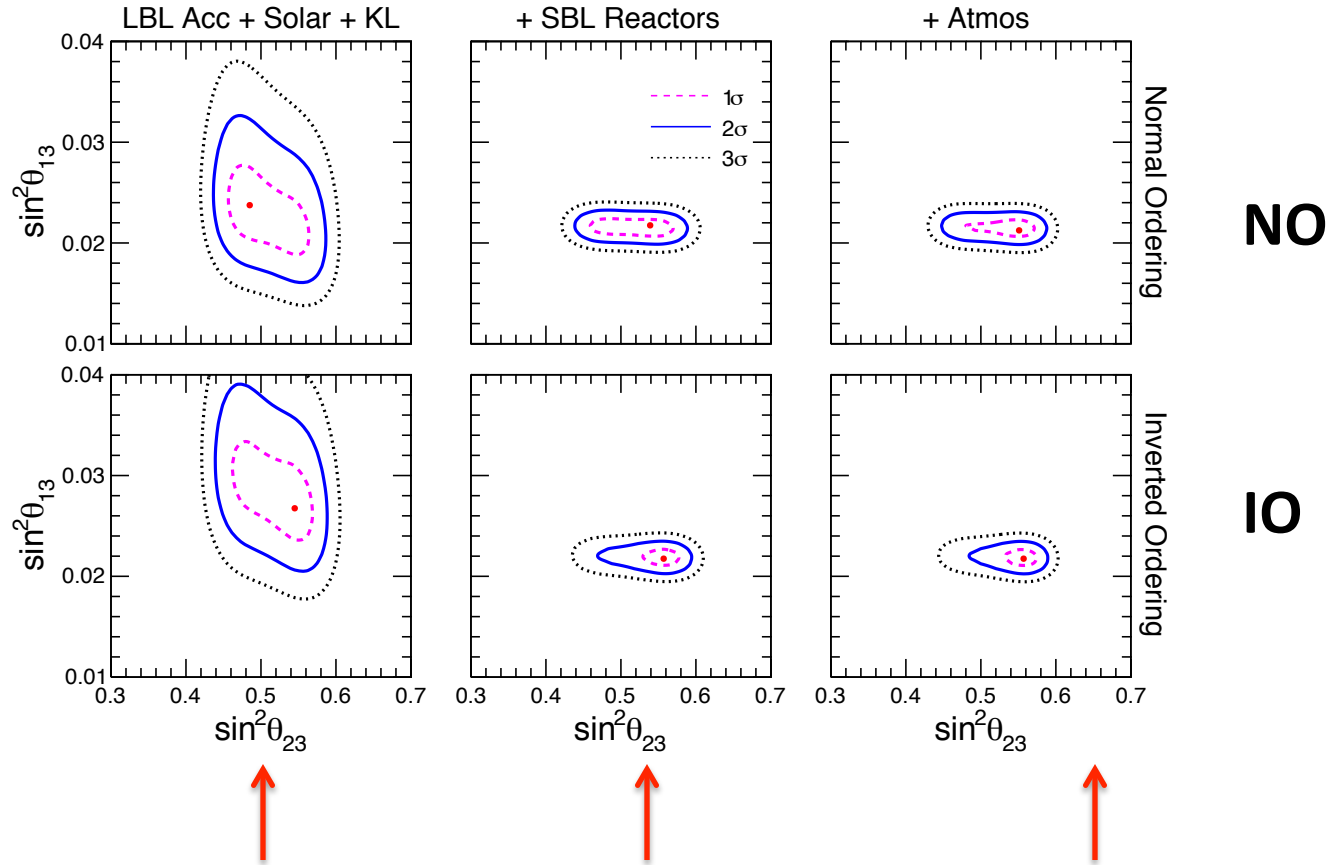 LBL Acc + Solar + KL
+ SBL Reactors
+ Atmos
0.04
0.03
0.02
0.01
sin²θ₁₃
1σ
2σ
3σ
Normal Ordering
NO
0.04
0.03
0.02
0.01
sin²θ₁₃
Inverted Ordering
IO
0.3 0.4 0.5 0.6 0.7
0.3 0.4 0.5 0.6 0.7
0.3 0.4 0.5 0.6 0.7
sin²θ₂₃
sin²θ₂₃
sin²θ₂₃